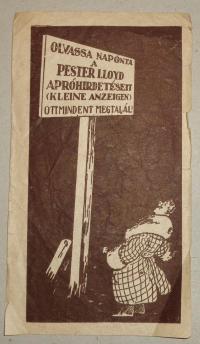 OLVASSA NAPONTA
A
PESTER LLOYD
APRÓHIRDETÉSEIT
(KLEINE ANZEIGEN)
OTT MINDENT MEGTALÁL!